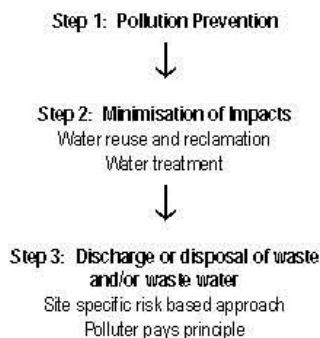 Step 1: Pollution Prevention
Step 2: Minimisation of Impacts
Water reuse and reclamation
Water treatment
Step 3: Discharge or disposal of waste
and/or waste water
Site specific risk based approach
Polluter pays principle